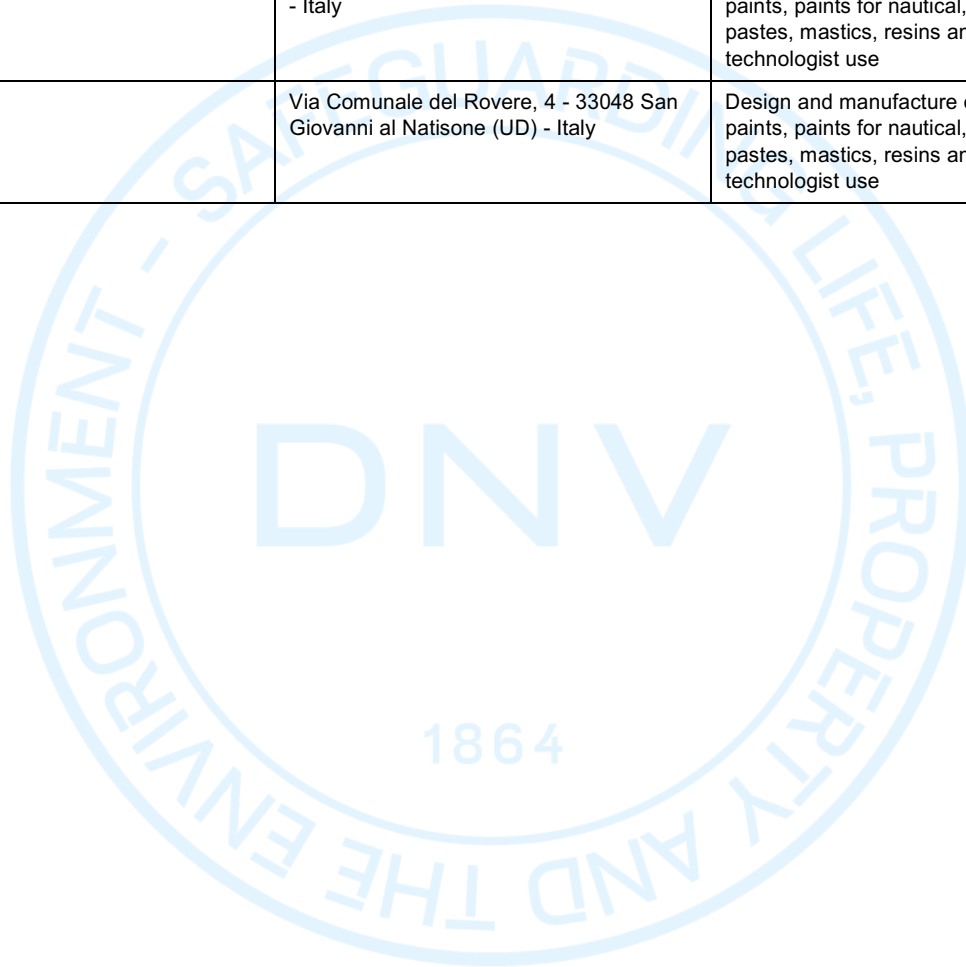 - Italy
paints, paints for nautical,
pastes, mastics, resins
technologist use
Via Comunale del Rovere, 4 - 33048 San
Giovanni al Natisone (UD) - Italy
Design and manufacture
paints, paints for nautical,
pastes, mastics, resins
technologist use
SAFEGUARDING LIFE, PROPERTY AND THE ENVIRONMENT -
DNV
1864